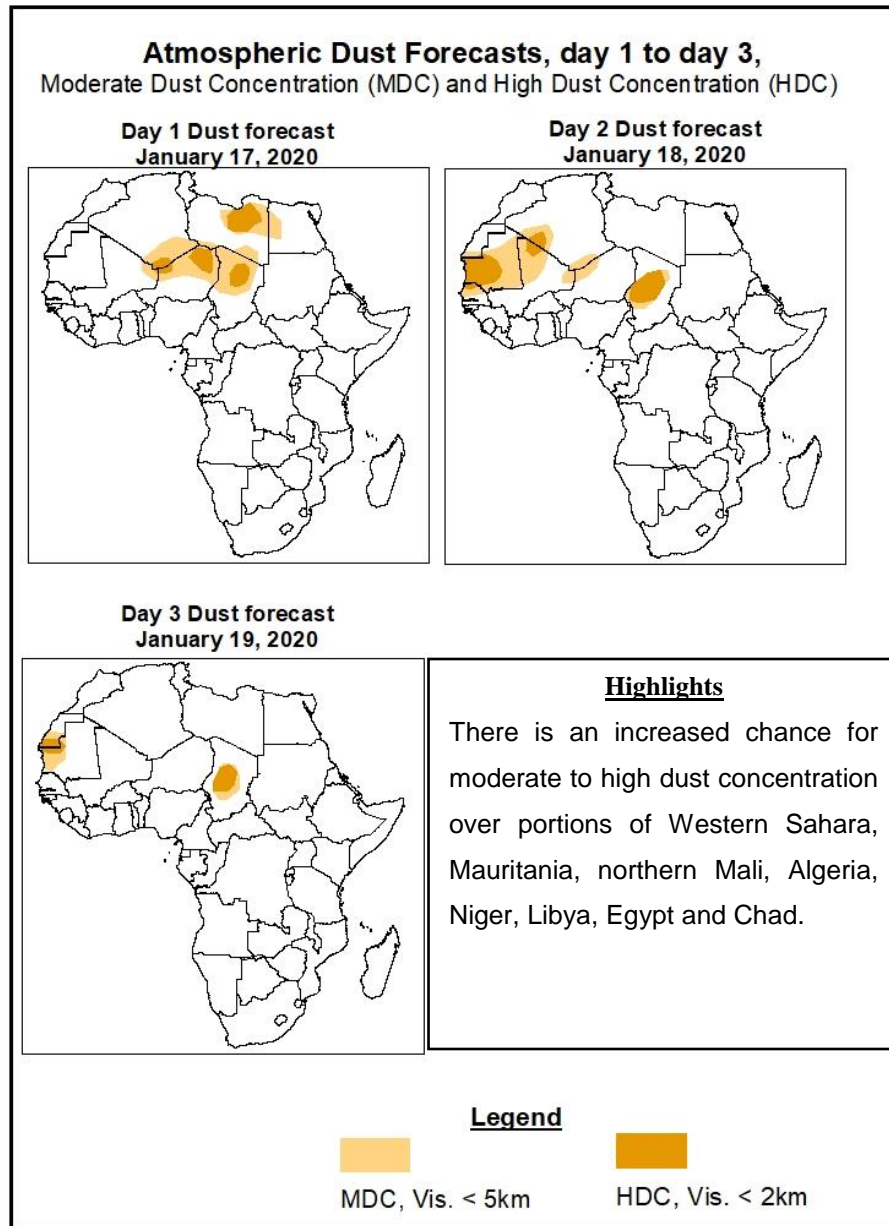 Atmospheric Dust Forecasts, day 1 to day 3,
Moderate Dust Concentration (MDC) and High Dust Concentration (HDC)
Day 1 Dust forecast
January 17, 2020
Day 2 Dust forecast
January 18, 2020
Day 3 Dust forecast
January 19, 2020
Highlights
There is an increased chance for
moderate to high dust concentration
over portions of Western Sahara,
Mauritania, northern Mali, Algeria,
Niger, Libya, Egypt and Chad.
Legend
MDC, Vis. < 5km
HDC, Vis. < 2km